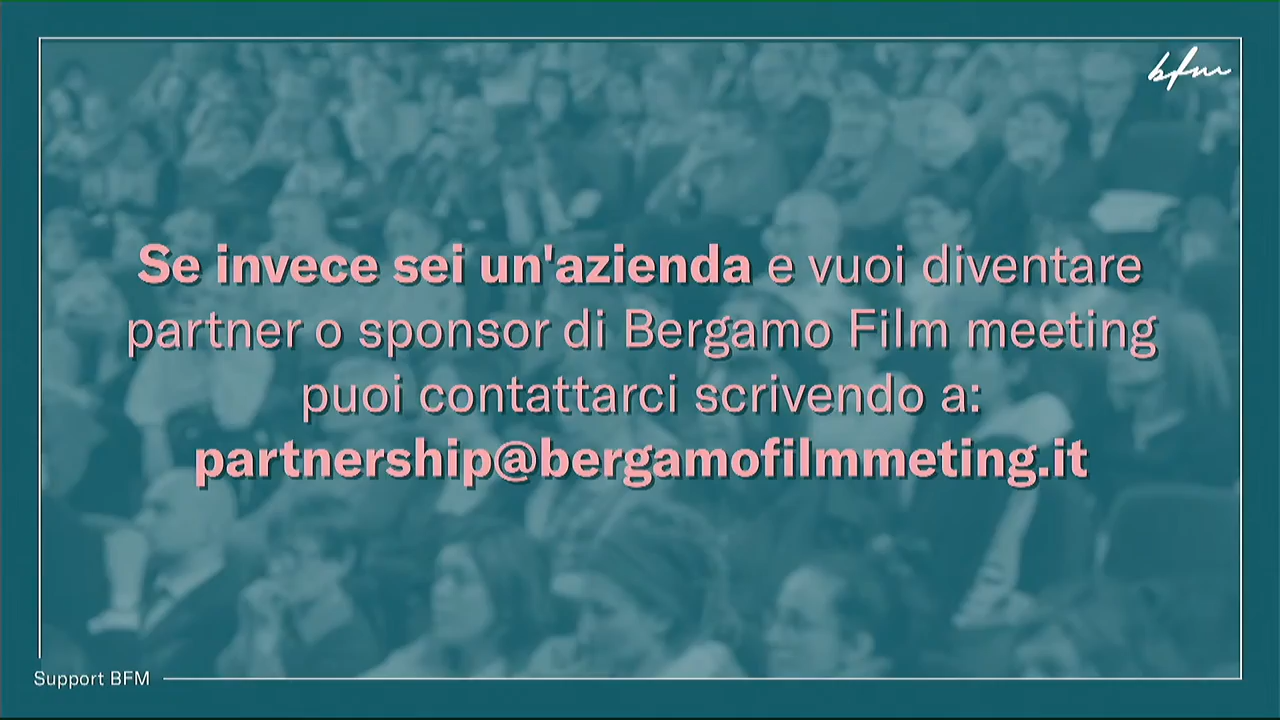 bfm
Se invece sei un'azienda e vuoi diventare
partner o sponsor di Bergamo Film meeting
puoi contattarci scrivendo a:
partnership@bergamofilmmeting.it
Support BFM